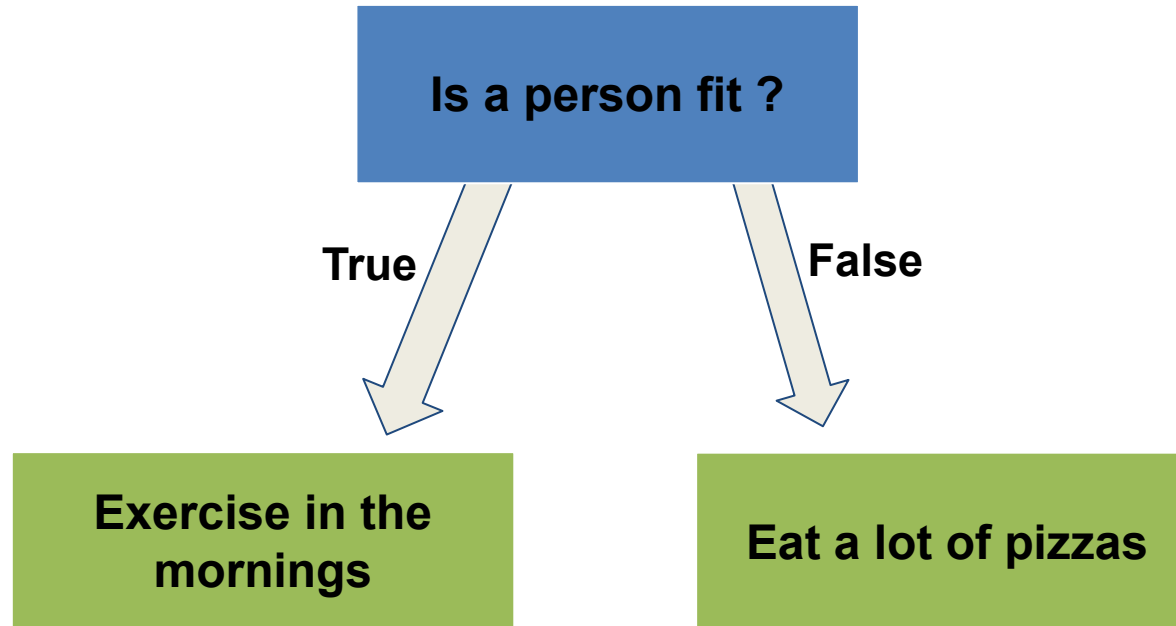 Is a person fit ?
True
False
Exercise in the
mornings
Eat a lot of pizzas